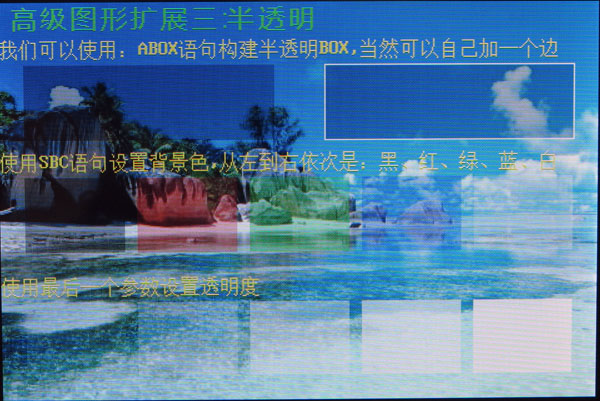 高级图形扩展三:半透明
我们可以使用：ABOX语句构建半透明BOX,当然可以自己加一个边
使用SBC语句设置背景色,从左到右依次是：黑、红、绿、蓝、白
使用最后一个参数设置透明度